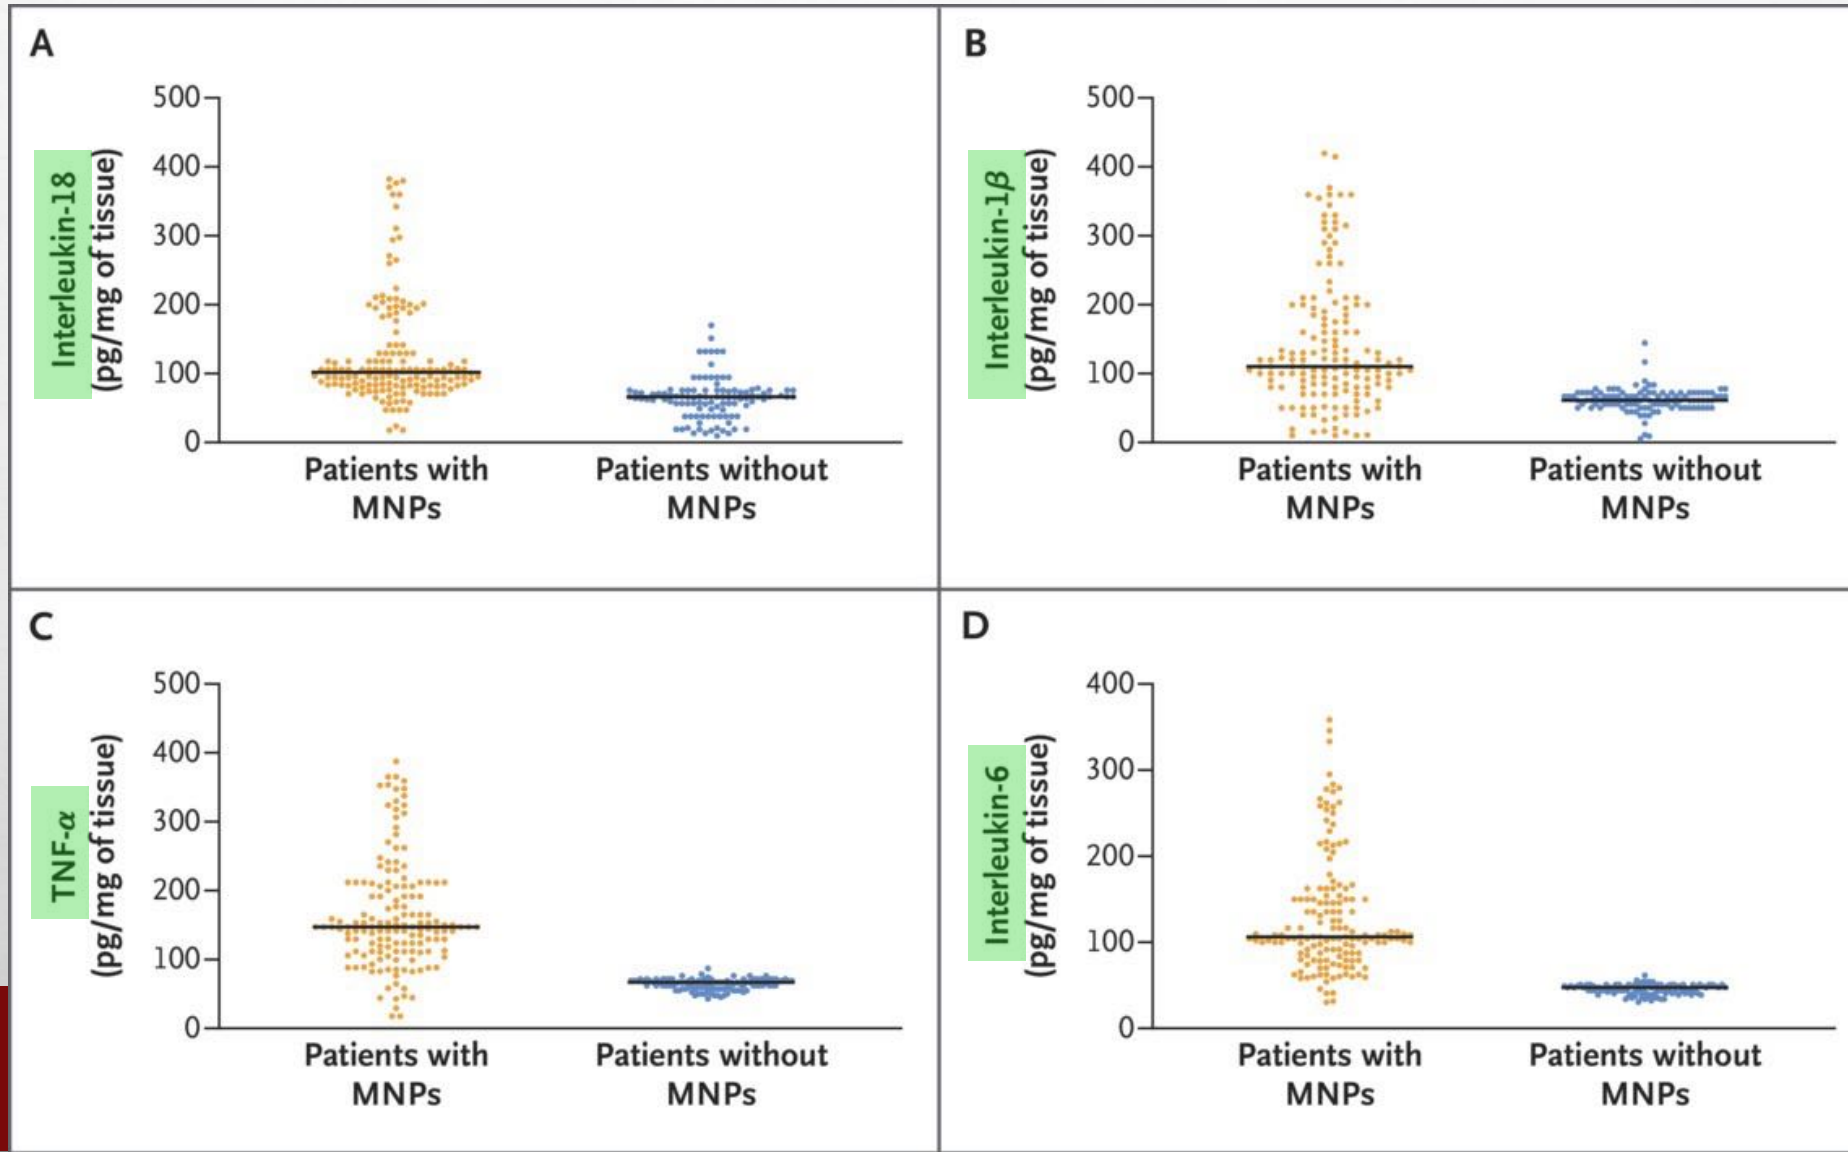 A
500
400
300
200
100
0
Interleukin-18
(pg/mg of tissue)
Patients with
MNPs
Patients without
MNPs
B
500
400
300
200
100
0
Interleukin-1β
(pg/mg of tissue)
Patients with
MNPs
Patients without
MNPs
C
500
400
300
200
100
0
TNF-α
(pg/mg of tissue)
Patients with
MNPs
Patients without
MNPs
D
400
300
200
100
0
Interleukin-6
(pg/mg of tissue)
Patients with
MNPs
Patients without
MNPs